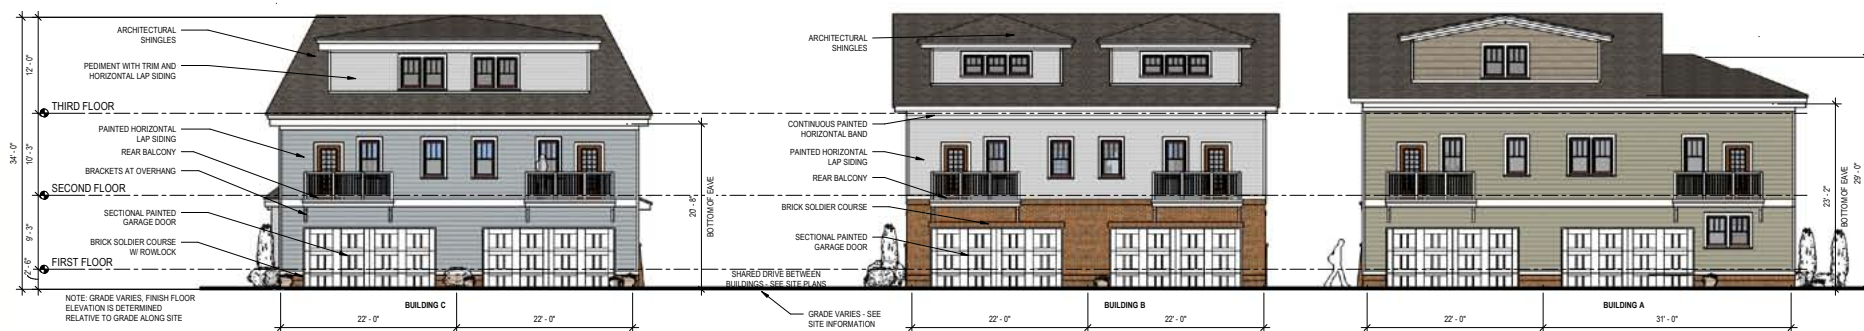 ARCHITECTURAL
SHINGLES
PEDIMENT WITH TRIM AND
HORIZONTAL LAP SIDING
THIRD FLOOR
PAINTED HORIZONTAL
LAP SIDING
REAR BALCONY
BRACKETS AT OVERHANG
SECOND FLOOR
SECTIONAL PAINTED
GARAGE DOOR
BRICK SOLDIER COURSE
W/ ROWLOCK
FIRST FLOOR
NOTE: GRADE VARIES, FINISH FLOOR
ELEVATION IS DETERMINED
RELATIVE TO GRADE ALONG SITE
34' - 0"
12' - 0"
10' - 3"
9' - 3"
2' - 6"
BUILDING C
22' - 0"
22' - 0"
20' - 8"
BOTTOM OF EAVE
ARCHITECTURAL
SHINGLES
CONTINUOUS PAINTED
HORIZONTAL BAND
PAINTED HORIZONTAL
LAP SIDING
REAR BALCONY
BRICK SOLDIER COURSE
SECTIONAL PAINTED
GARAGE DOOR
SHARED DRIVE BETWEEN
BUILDINGS - SEE SITE PLANS
GRADE VARIES - SEE
SITE INFORMATION
BUILDING B
22' - 0"
22' - 0"
BUILDING A
22' - 0"
31' - 0"
23' - 2"
BOTTOM OF EAVE
29' - 0"